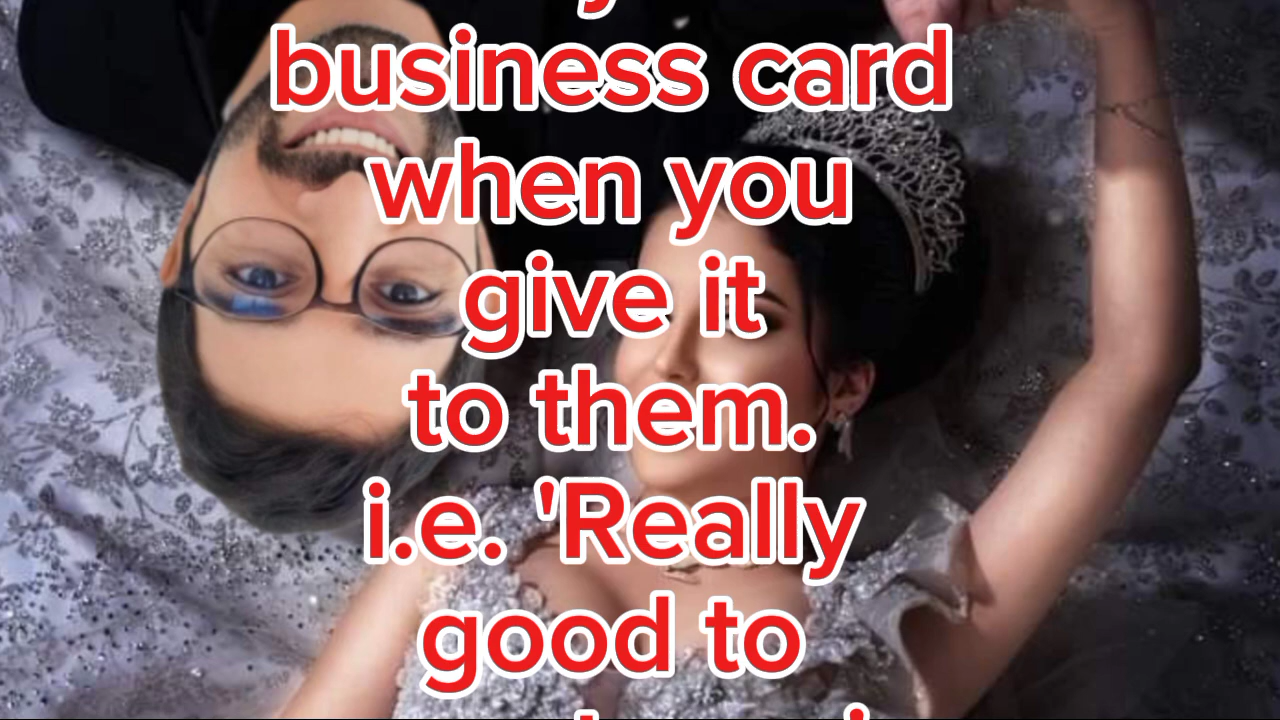 business card
when you
give it
to them.
i.e. 'Really
good to